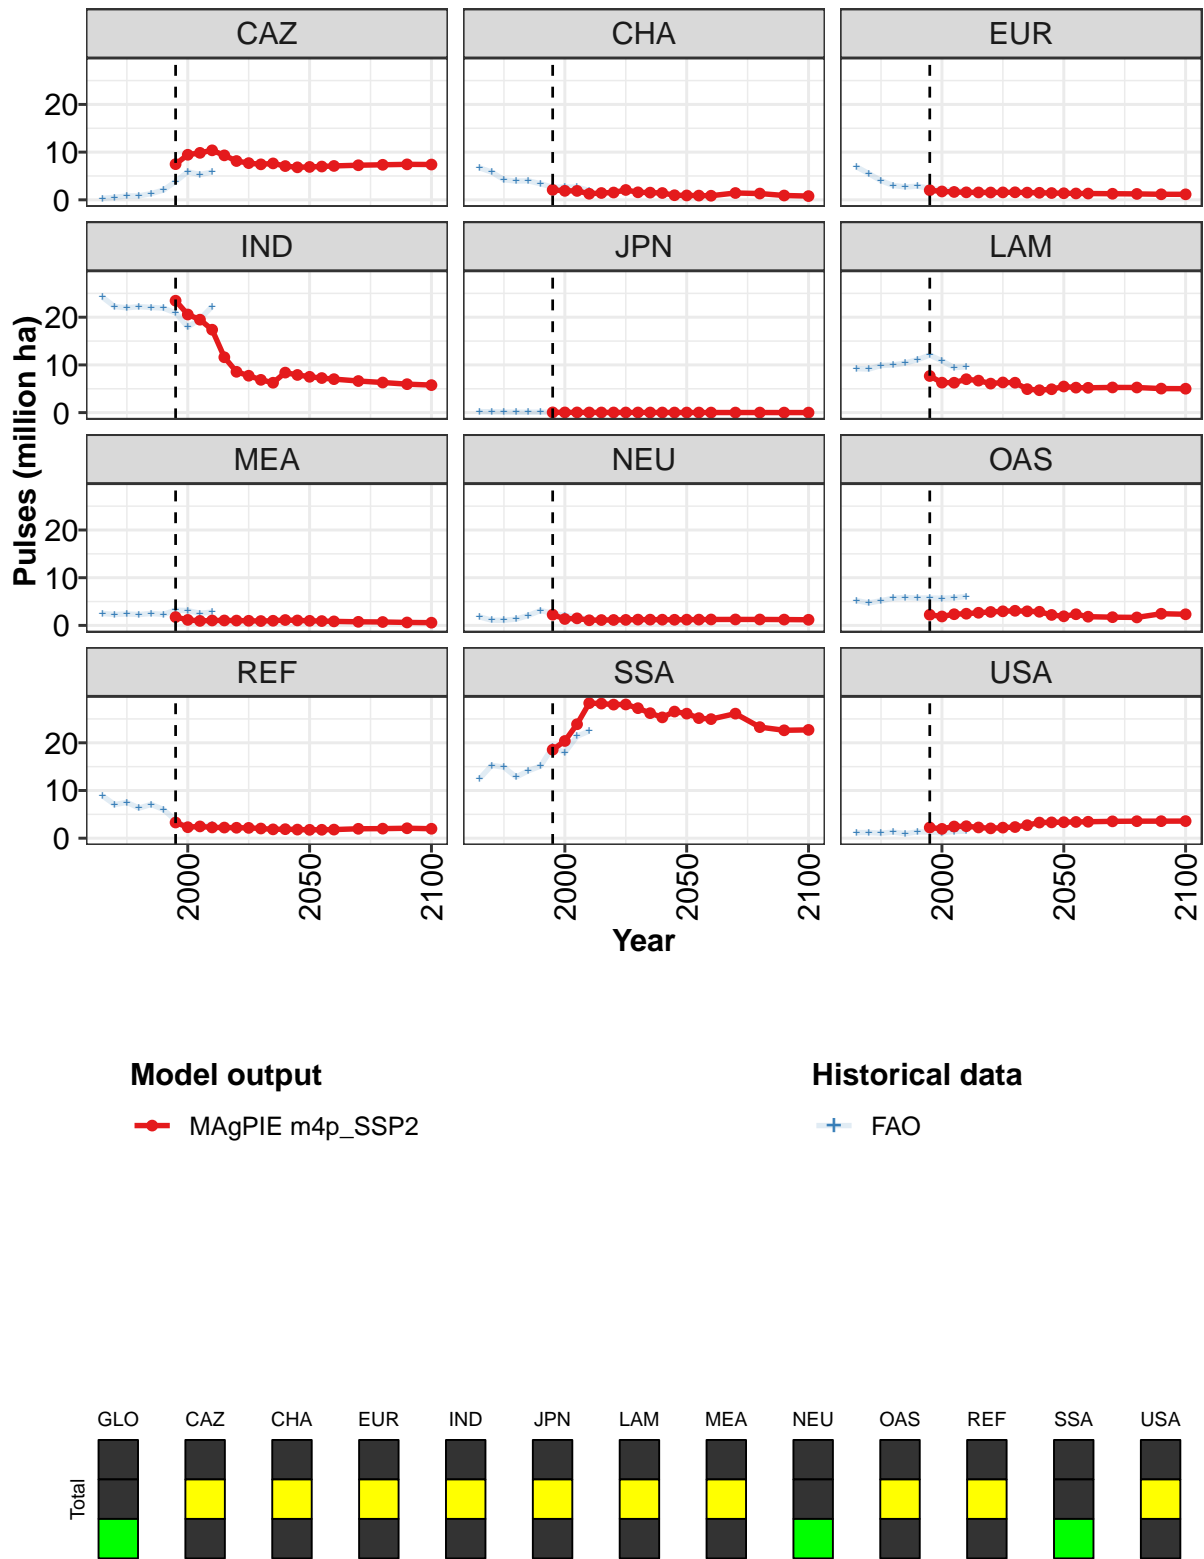 CAZ CHA EUR
20
10
0
IND JPN LAM
20
10
0
MEA NEU OAS
20
10
0
REF SSA USA
20
10
0
Pulses (million ha)
2000 2050 2100 2000 2050 2100 2000 2050 2100
Year
Model output Historical data
MAgPIE m4p_SSP2 FAO
GLO CAZ CHA EUR IND JPN LAM MEA NEU OAS REF SSA USA
Total